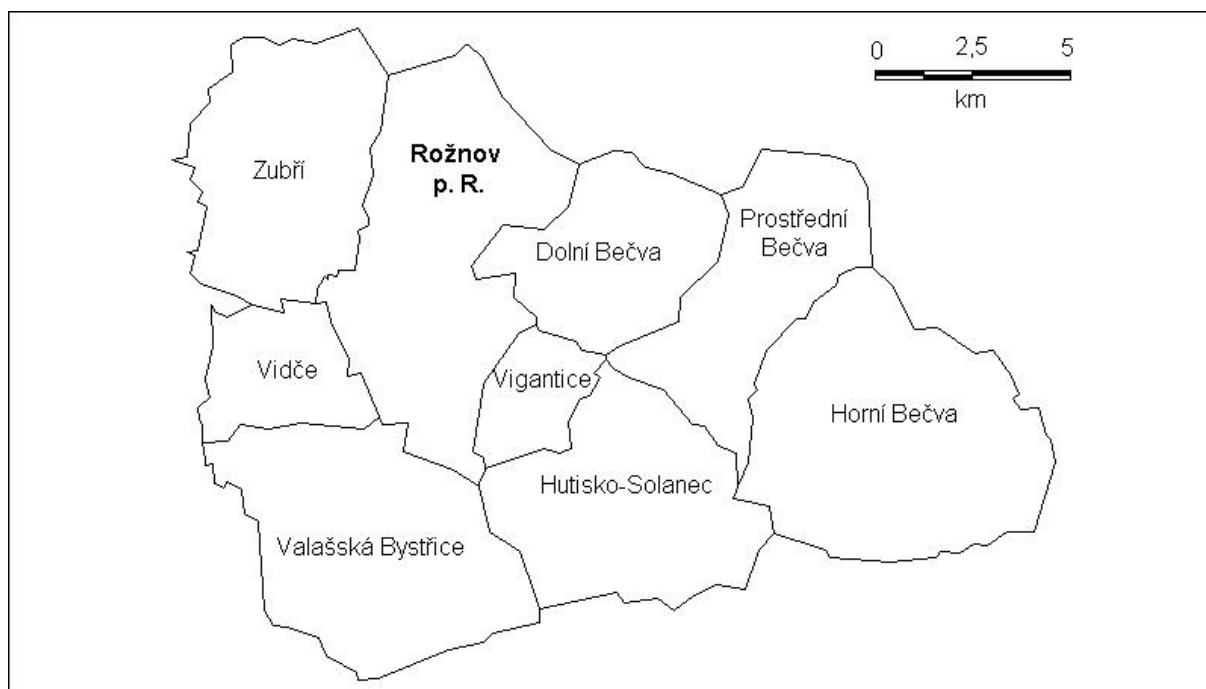 0 2,5 5
km
Rožnov
p. R.
Zubří
Prostřední
Bečva
Dolní Bečva
Vidče
Vigantice
Horní Bečva
Hutisko-Solanec
Valašská Bystřice